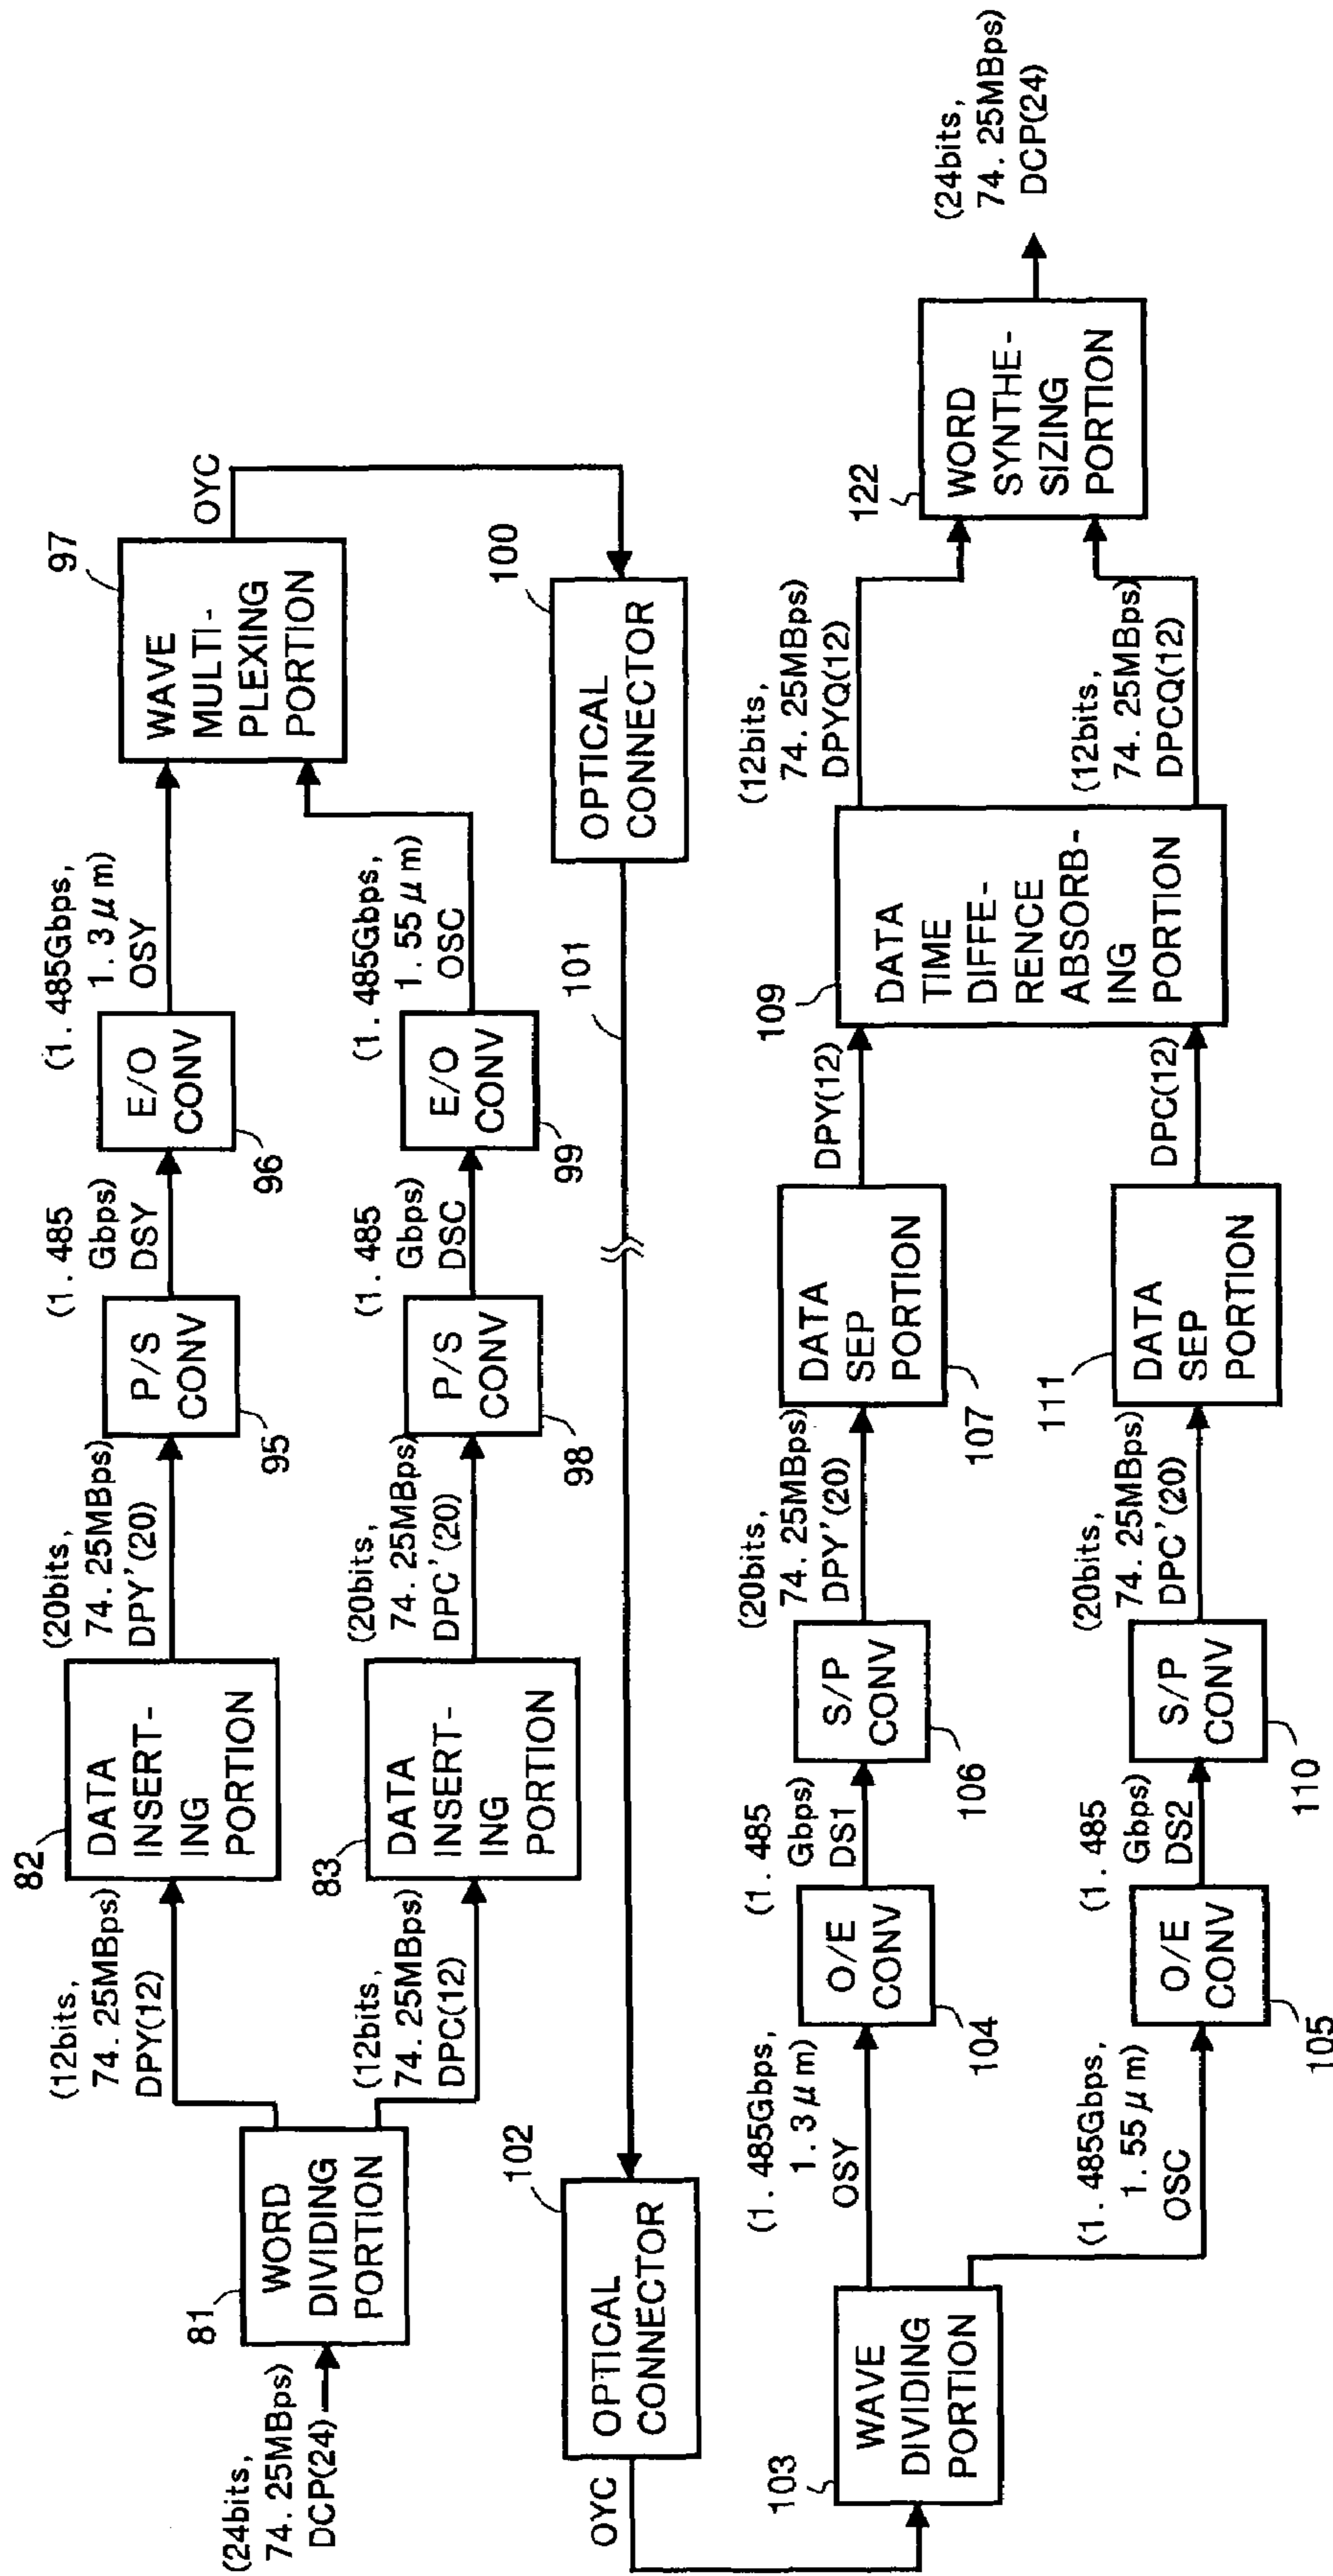 (24bits,
74. 25MBps)
DCP(24)
81
WORD
DIVIDING
PORTION
(12bits,
74. 25MBps)
DPY(12)
82
DATA
INSERT-
ING
PORTION
(20bits,
74. 25MBps)
DPY'(20)
P/S
CONV
95
(1. 485
Gbps)
DSY
E/O
CONV
96
(1. 485Gbps,
1. 3μm)
OSY
97
WAVE
MULTI-
PLEXING
PORTION
OYC
(12bits,
74. 25MBps)
DPC(12)
83
DATA
INSERT-
ING
PORTION
(20bits,
74. 25MBps)
DPC'(20)
P/S
CONV
98
(1. 485
Gbps)
DSC
E/O
CONV
99
(1. 485Gbps,
1. 55μm)
OSC
100
OPTICAL
CONNECTOR
101
102
OPTICAL
CONNECTOR
OYC
103
WAVE
DIVIDING
PORTION
(1. 485Gbps,
1. 3μm)
OSY
O/E
CONV
104
(1. 485
Gbps)
DS1
S/P
CONV
106
(20bits,
74. 25MBps)
DPY'(20)
DATA
SEP
PORTION
107
DPY(12)
(1. 485Gbps,
1. 55μm)
OSC
O/E
CONV
105
(1. 485
Gbps)
DS2
S/P
CONV
110
(20bits,
74. 25MBps)
DPC'(20)
111
DATA
SEP
PORTION
DPC(12)
109
DATA
TIME
DIFFE-
RENCE
ABSORB-
ING
PORTION
(12bits,
74. 25MBps)
DPYQ(12)
(12bits,
74. 25MBps)
DPCQ(12)
122
WORD
SYNTHE-
SIZING
PORTION
(24bits,
74. 25MBps)
DCP(24)